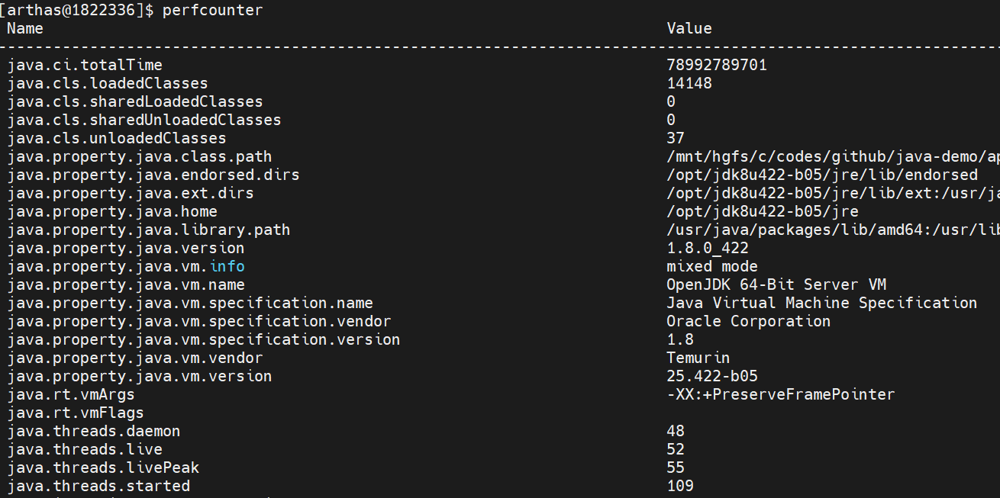 [arthas@1822336]$ perfcounter
Name Value
--------------------------------------------------------------------------------------------------------------
java.ci.totalTime 78992789701
java.cls.loadedClasses 14148
java.cls.sharedLoadedClasses 0
java.cls.sharedUnloadedClasses 0
java.cls.unloadedClasses 37
java.property.java.class.path /mnt/hgfs/c/codes/github/java-demo/ap
java.property.java.endorsed.dirs /opt/jdk8u422-b05/jre/lib/endorsed
java.property.java.ext.dirs /opt/jdk8u422-b05/jre/lib/ext:/usr/ja
java.property.java.home /opt/jdk8u422-b05/jre
java.property.java.library.path /usr/java/packages/lib/amd64:/usr/lib
java.property.java.version 1.8.0_422
java.property.java.vm.info mixed mode
java.property.java.vm.name OpenJDK 64-Bit Server VM
java.property.java.vm.specification.name Java Virtual Machine Specification
java.property.java.vm.specification.vendor Oracle Corporation
java.property.java.vm.specification.version 1.8
java.property.java.vm.vendor Temurin
java.property.java.vm.version 25.422-b05
java.rt.vmArgs -XX:+PreserveFramePointer
java.rt.vmFlags
java.threads.daemon 48
java.threads.live 52
java.threads.livePeak 55
java.threads.started 109